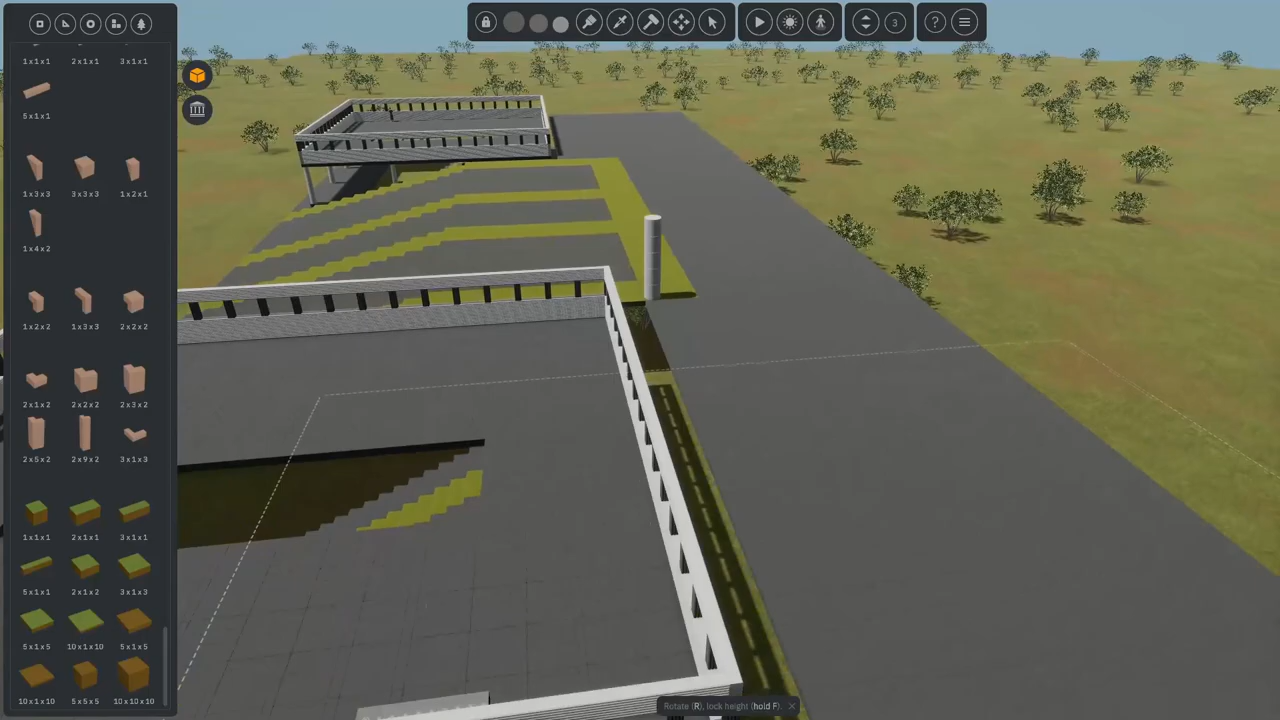 3
1x1x1 2x1x1 3x1x1
5x1x1
1x3x3 3x3x3 1x2x1
1x4x2
1x2x2 1x3x3 2x2x2
2x1x2 2x2x2 2x3x2
2x5x2 2x9x2 3x1x3
1x1x1 2x1x1 3x1x1
5x1x1 2x1x2 3x1x3
5x1x5 10x1x10 5x1x5
10x1x10 5x5x5 10x10x10
Rotate (R), lock height (hold F).